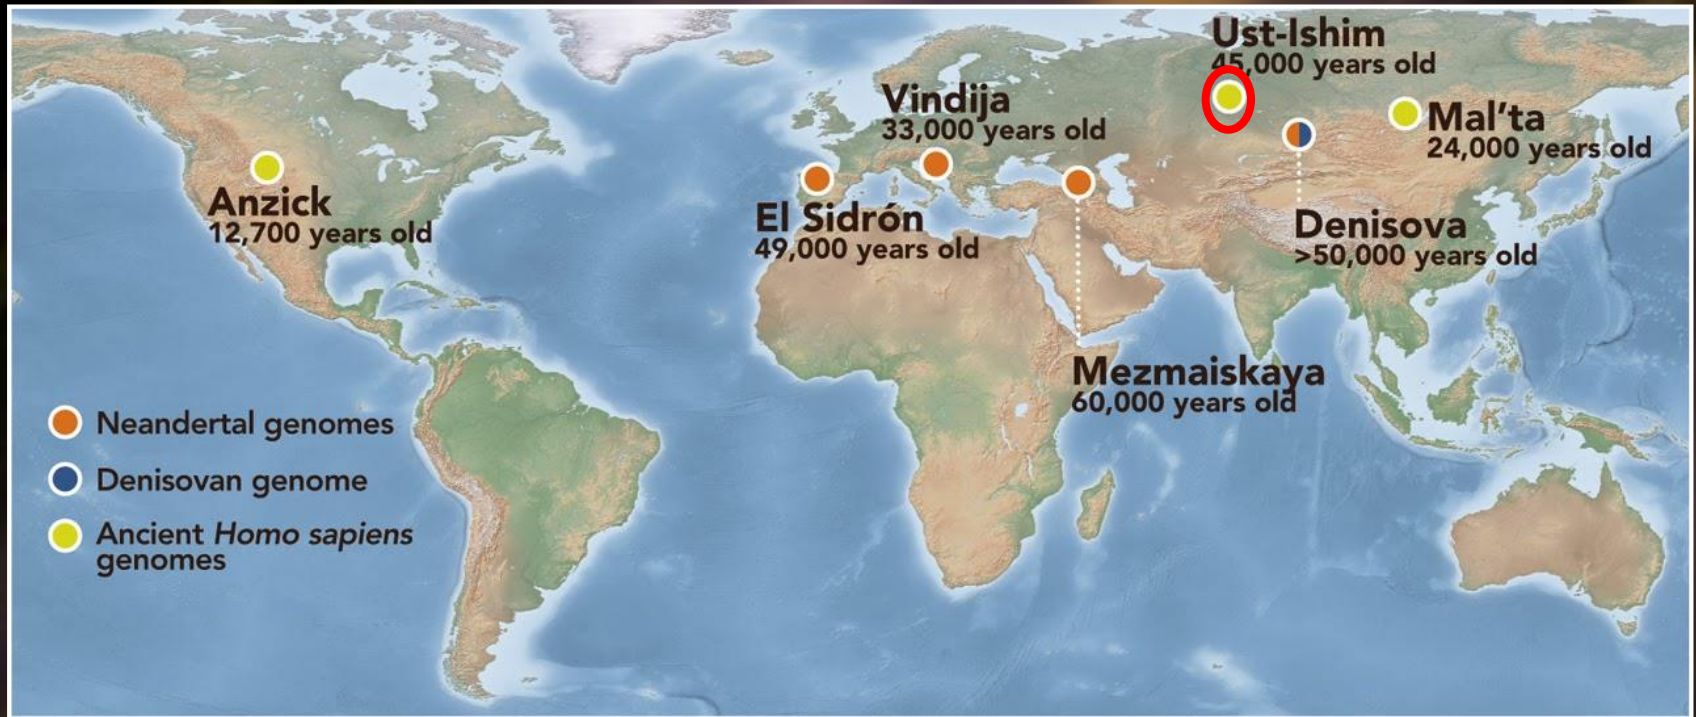 Ust-Ishim
45,000 years old
Vindija
33,000 years old
Mal'ta
24,000 years old
Anzick
12,700 years old
El Sidrón
49,000 years old
Denisova
>50,000 years old
Mezmaiskaya
60,000 years old
Neandertal genomes
Denisovan genome
Ancient Homo sapiens
genomes